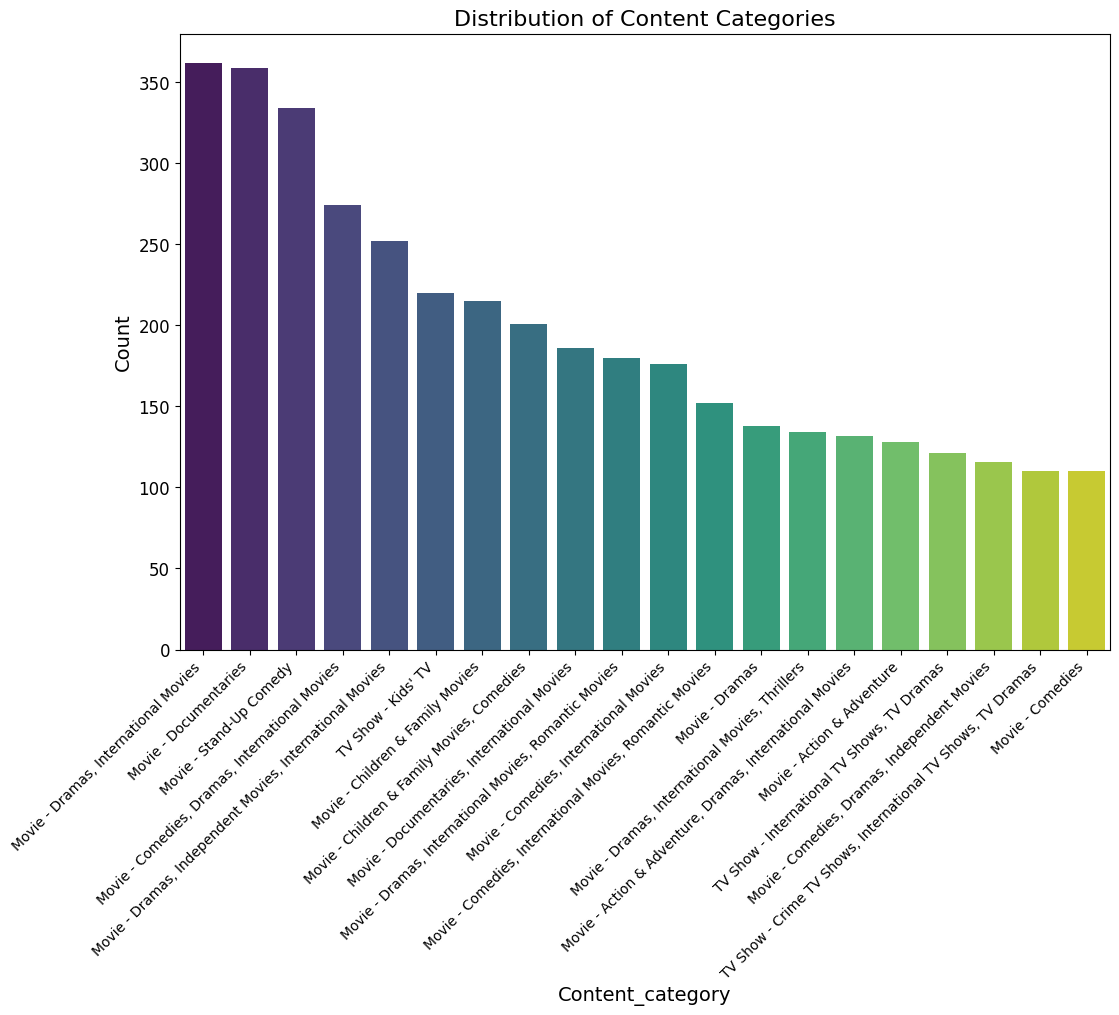 Distribution of Content Categories
Count
350
300
250
200
150
100
50
0
Movie - Dramas, International Movies
Movie - Documentaries
Movie - Stand-Up Comedy
Movie - Comedies, Dramas, International Movies
Movie - Dramas, Independent Movies, International Movies
TV Show - Kids' TV
Movie - Children & Family Movies
Movie - Children & Family Movies, Comedies
Movie - Documentaries, International Movies
Movie - Dramas, International Movies, Romantic Movies
Movie - Comedies, International Movies
Movie - Comedies, International Movies, Romantic Movies
Movie - Dramas
Movie - Dramas, International Movies, Thrillers
Movie - Action & Adventure, Dramas, International Movies
Movie - Action & Adventure
TV Show - International TV Shows, TV Dramas
Movie - Comedies, Dramas, Independent Movies
TV Show - Crime TV Shows, International TV Shows, TV Dramas
Movie - Comedies
Content_category